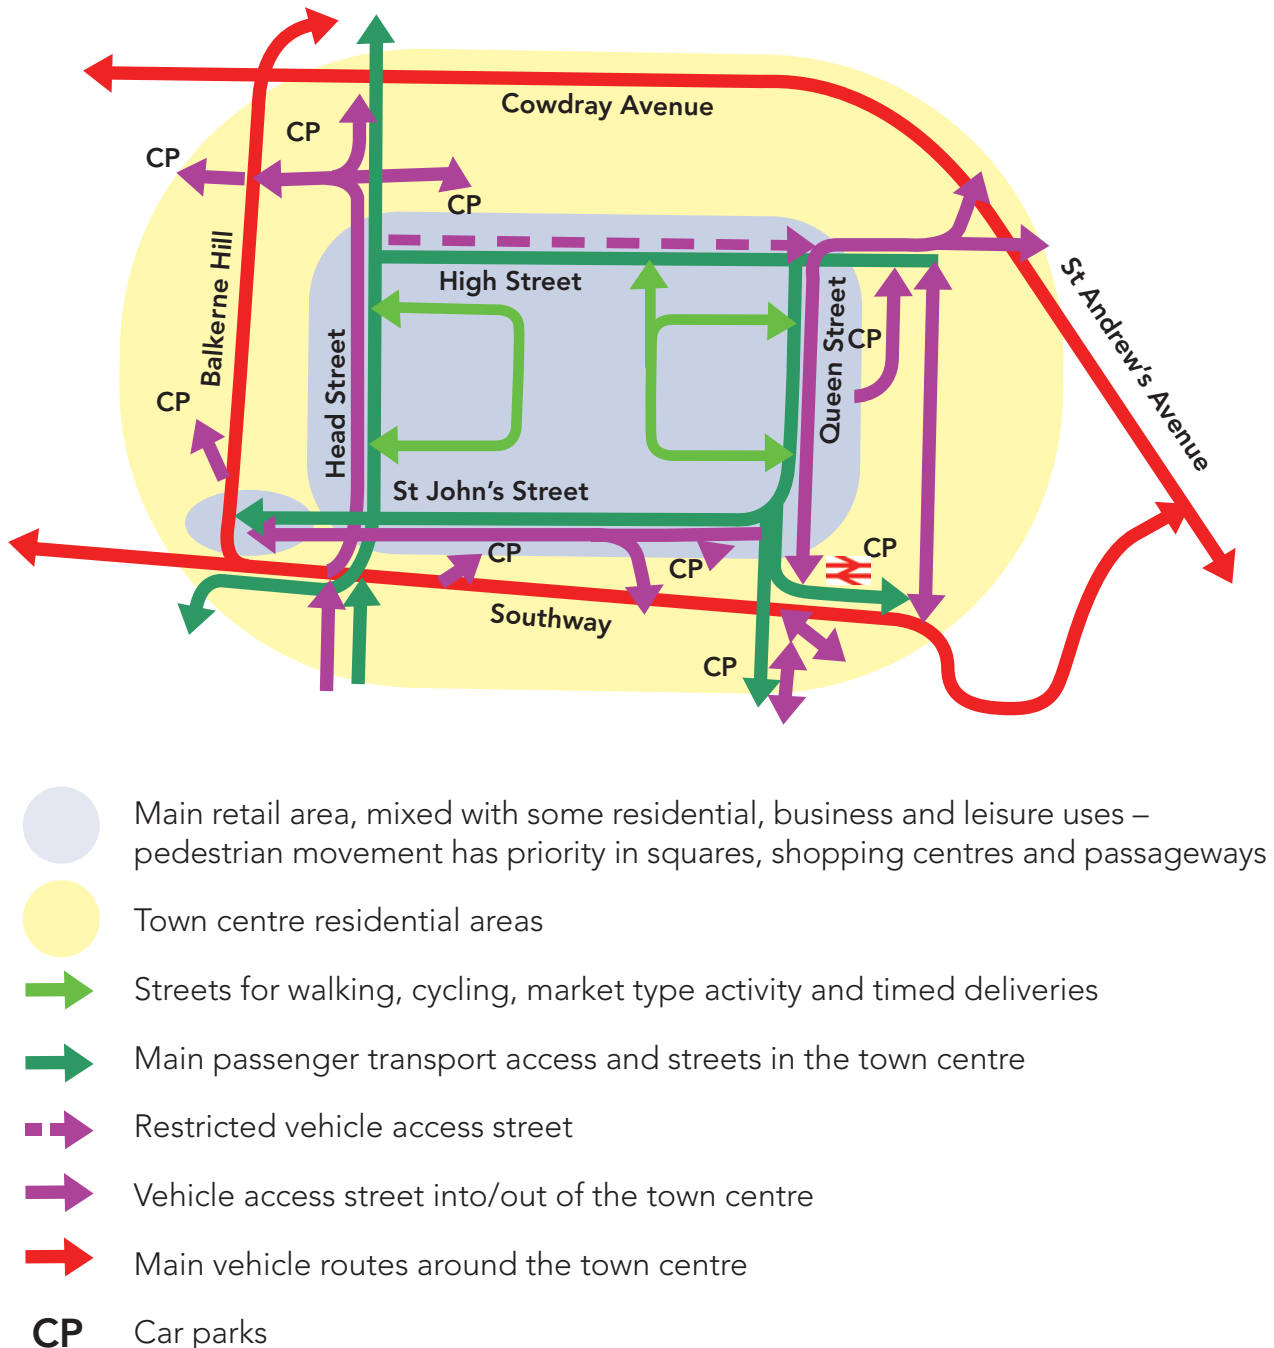 Cowdray Avenue
CP
CP
CP
Balkerne Hill
High Street
Head Street
Queen Street
CP
St Andrew's Avenue
CP
St John's Street
CP
CP
CP
Southway
CP
Main retail area, mixed with some residential, business and leisure uses –
pedestrian movement has priority in squares, shopping centres and passageways
Town centre residential areas
Streets for walking, cycling, market type activity and timed deliveries
Main passenger transport access and streets in the town centre
Restricted vehicle access street
Vehicle access street into/out of the town centre
Main vehicle routes around the town centre
CP Car parks